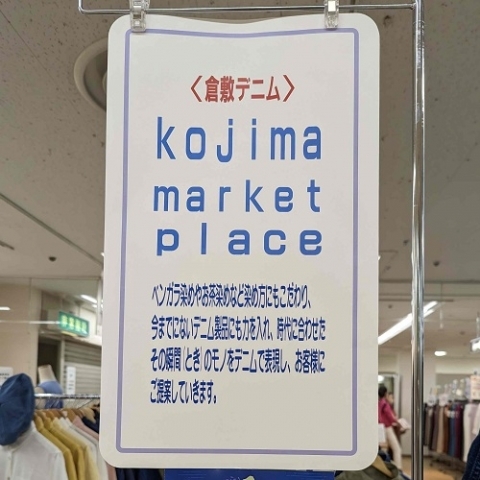 〈倉敷デニム〉
kojima
market
place
ベンガラ染めやお茶染めなど染め方にもこだわり、
今までにないデニム製品にも力を入れ、時代に合わせた
その瞬間(とき)のモノをデニムで表現し、お客様に
ご提案していきます。